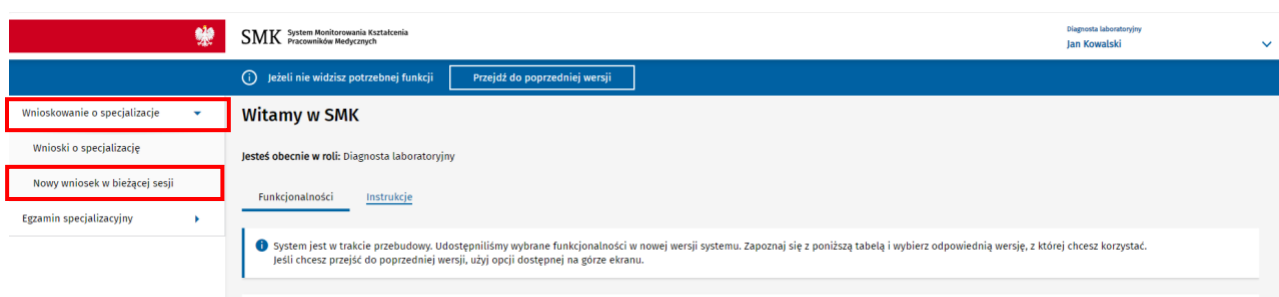 SMK System Monitorowania Kształcenia
Pracowników Medycznych
Diagnosta laboratoryjny
Jan Kowalski
Jeżeli nie widzisz potrzebnej funkcji
Przejdź do poprzedniej wersji
Wnioskowanie o specjalizacje
Wnioski o specjalizację
Nowy wniosek w bieżącej sesji
Egzamin specjalizacyjny
Witamy w SMK
Jesteś obecnie w roli: Diagnosta laboratoryjny
Funkcjonalności
Instrukcje
System jest w trakcie przebudowy. Udostępniliśmy wybrane funkcjonalności w nowej wersji systemu. Zapoznaj się z poniższą tabelą i wybierz odpowiednią wersję, z której chcesz korzystać.
Jeśli chcesz przejść do poprzedniej wersji, użyj opcji dostępnej na górze ekranu.